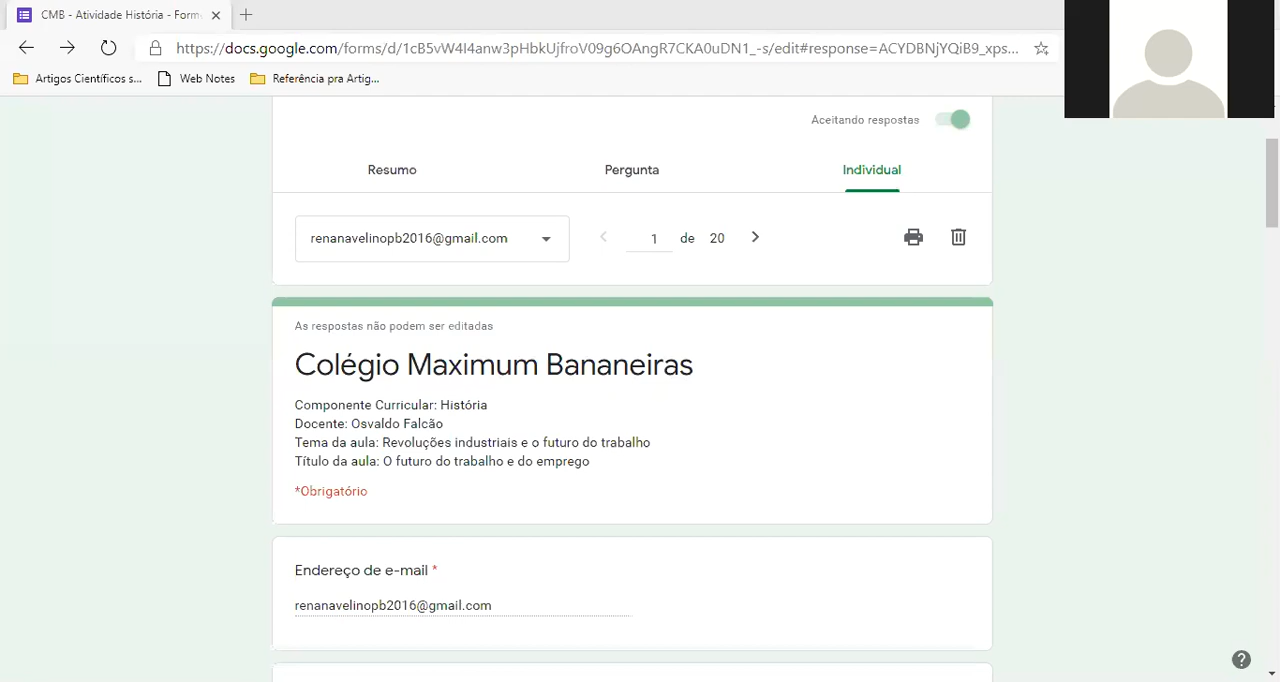 CMB - Atividade História - Form
https://docs.google.com/forms/d/1cB5vW4I4anw3pHbkUjfroV09g6OAngR7CKA0uDN1_-s/edit#response=ACYDBNjYQiB9_xps...
Artigos Científicos s...
Web Notes
Referência pra Artig...
Aceitando respostas
Resumo
Pergunta
Individual
renanavelinopb2016@gmail.com
1 de 20
As respostas não podem ser editadas
Colégio Maximum Bananeiras
Componente Curricular: História
Docente: Osvaldo Falcão
Tema da aula: Revoluções industriais e o futuro do trabalho
Título da aula: O futuro do trabalho e do emprego
*Obrigatório
Endereço de e-mail *
renanavelinopb2016@gmail.com